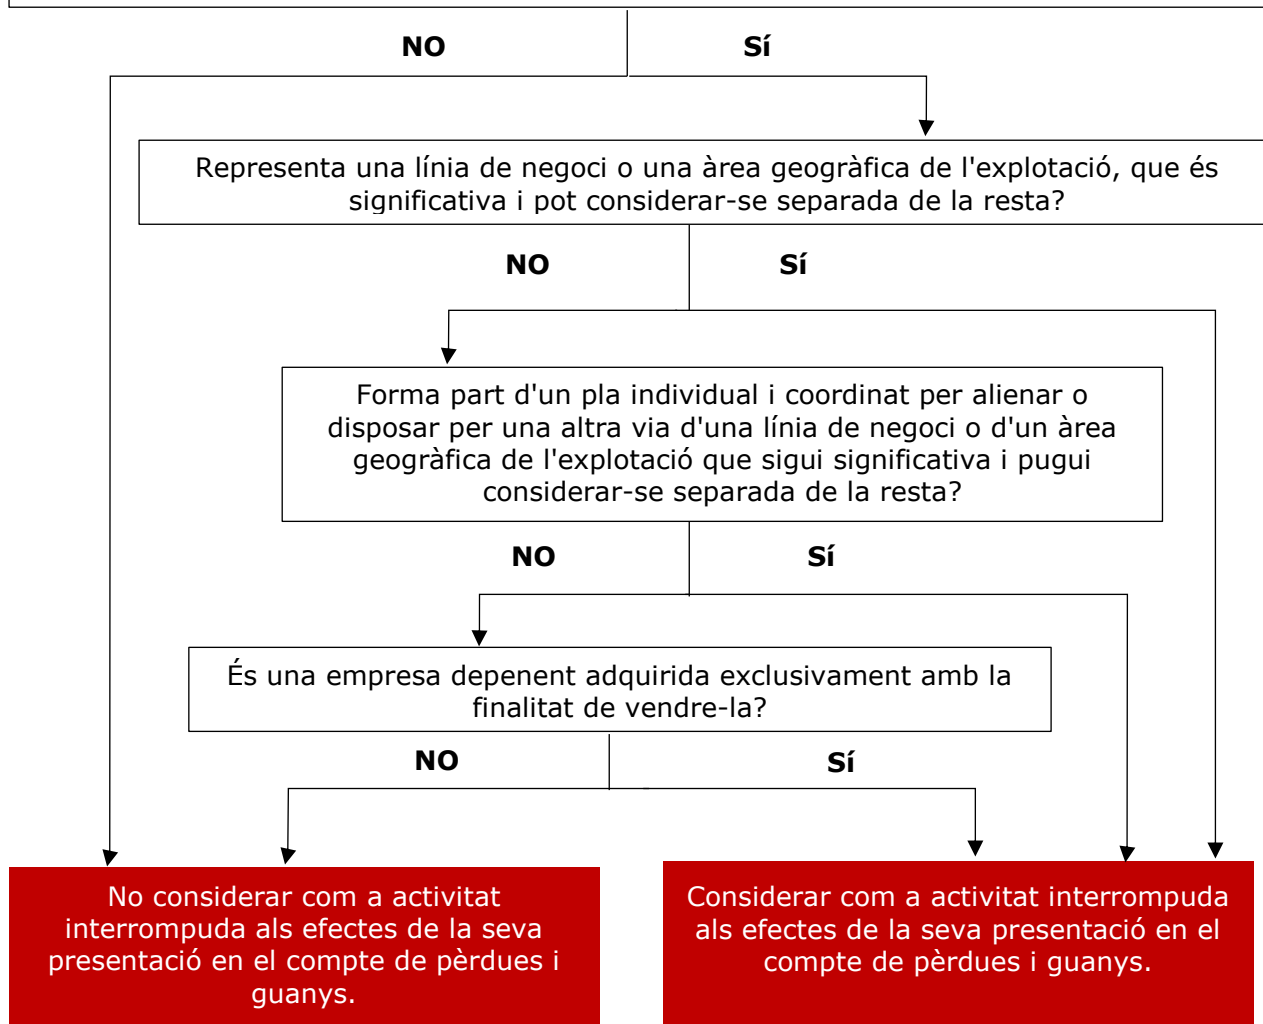 NO
Sí
Representa una línia de negoci o una àrea geogràfica de l'explotació, que és
significativa i pot considerar-se separada de la resta?
NO
Sí
Forma part d'un pla individual i coordinat per alienar o
disposar per una altra via d'una línia de negoci o d'un àrea
geogràfica de l'explotació que sigui significativa i pugui
considerar-se separada de la resta?
NO
Sí
És una empresa depenent adquirida exclusivament amb la
finalitat de vendre-la?
NO
Sí
No considerar com a activitat
interrompuda als efectes de la seva
presentació en el compte de pèrdues i
guanys.
Considerar com a activitat interrompuda
als efectes de la seva presentació en el
compte de pèrdues i guanys.